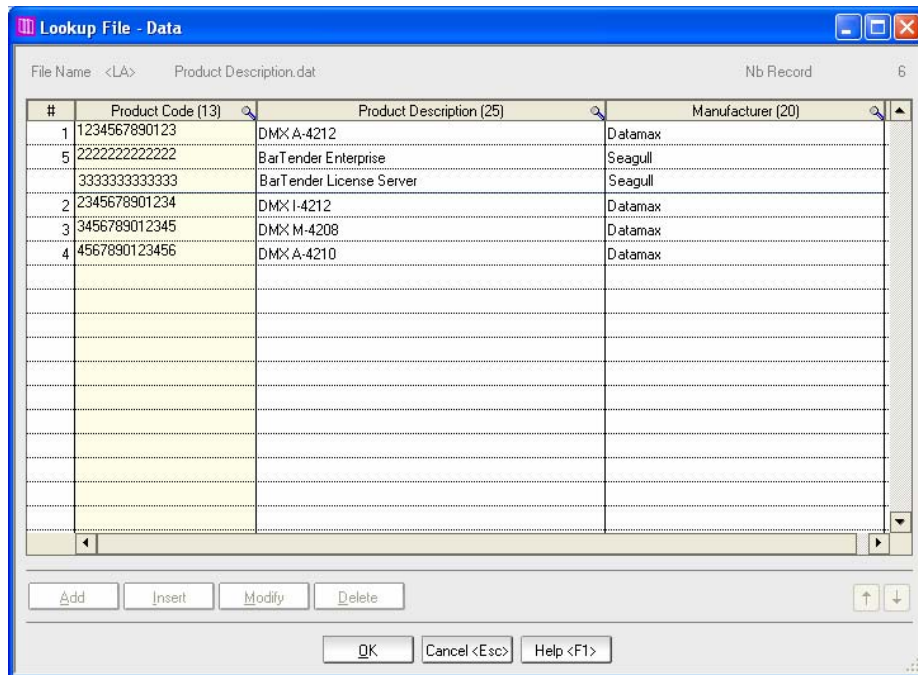 Lookup File - Data
File Name <LA> Product Description.dat Nb Record 6
# Product Code (13) Product Description (25) Manufacturer (20)
1 1234567890123 DMX A-4212 Datamax
5 2222222222222 BarTender Enterprise Seagull
3333333333333 BarTender License Server Seagull
2 2345678901234 DMX I-4212 Datamax
3 3456789012345 DMX M-4208 Datamax
4 4567890123456 DMX A-4210 Datamax
Add Insert Modify Delete
OK Cancel <Esc> Help <F1>